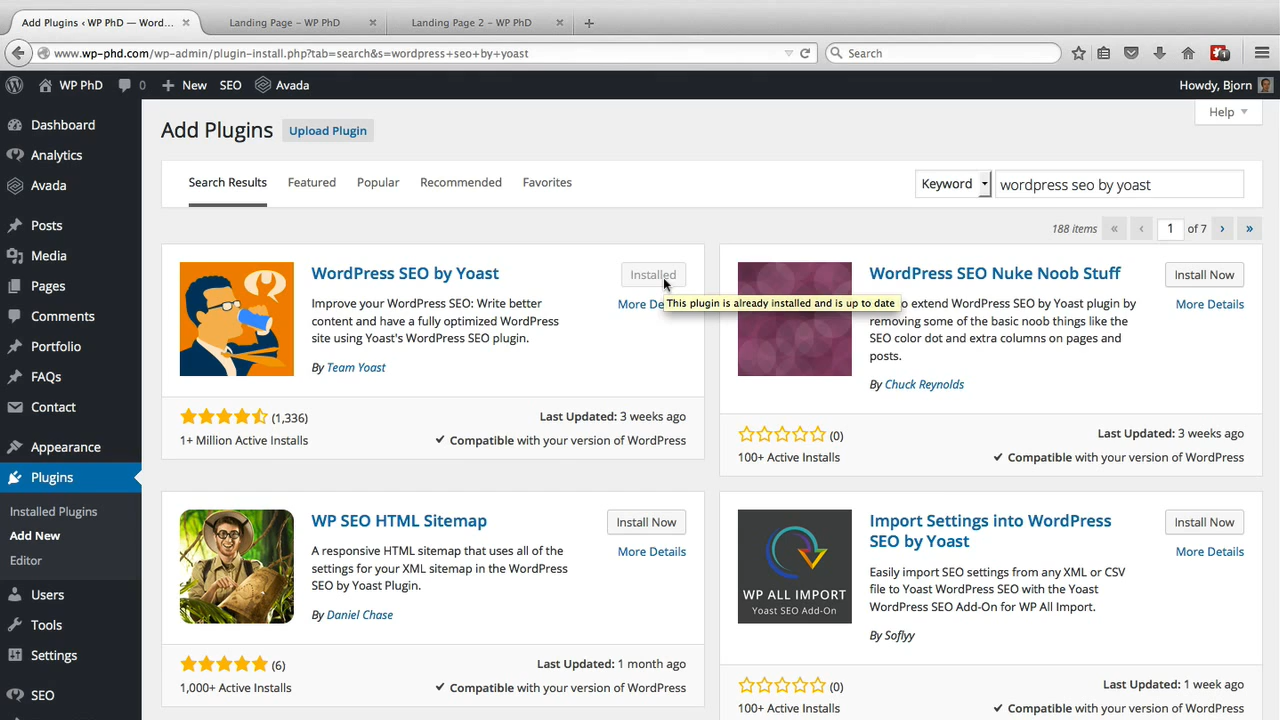 Add Plugins ‹ WP PhD — Word...
Landing Page – WP PhD
Landing Page 2 – WP PhD
www.wp-phd.com/wp-admin/plugin-install.php?tab=search&s=wordpress+seo+by+yoast
Search
1
WP PhD
0
New
SEO
Avada
Howdy, Bjorn
Dashboard
Analytics
Avada
Posts
Media
Pages
Comments
Portfolio
FAQs
Contact
Appearance
Plugins
Installed Plugins
Add New
Editor
Users
Tools
Settings
SEO
Help
Add Plugins
Upload Plugin
Search Results
Featured
Popular
Recommended
Favorites
Keyword
wordpress seo by yoast
188 items
«
‹
1
of 7
›
»
WordPress SEO by Yoast
Installed
More De
This plugin is already installed and is up to date
Improve your WordPress SEO: Write better
content and have a fully optimized WordPress
site using Yoast's WordPress SEO plugin.
By Team Yoast
(1,336)
1+ Million Active Installs
Last Updated: 3 weeks ago
Compatible with your version of WordPress
WordPress SEO Nuke Noob Stuff
Install Now
More Details
o extend WordPress SEO by Yoast plugin by
removing some of the basic noob things like the
SEO color dot and extra columns on pages and
posts.
By Chuck Reynolds
(0)
100+ Active Installs
Last Updated: 3 weeks ago
Compatible with your version of WordPress
WP SEO HTML Sitemap
Install Now
More Details
A responsive HTML sitemap that uses all of the
settings for your XML sitemap in the WordPress
SEO by Yoast Plugin.
By Daniel Chase
(6)
1,000+ Active Installs
Last Updated: 1 month ago
Compatible with your version of WordPress
WP ALL IMPORT
Yoast SEO Add-On
Import Settings into WordPress
SEO by Yoast
Install Now
More Details
Easily import SEO settings from any XML or CSV
file to Yoast WordPress SEO with the Yoast
WordPress SEO Add-On for WP All Import.
By Soflyy
(0)
100+ Active Installs
Last Updated: 1 week ago
Compatible with your version of WordPress